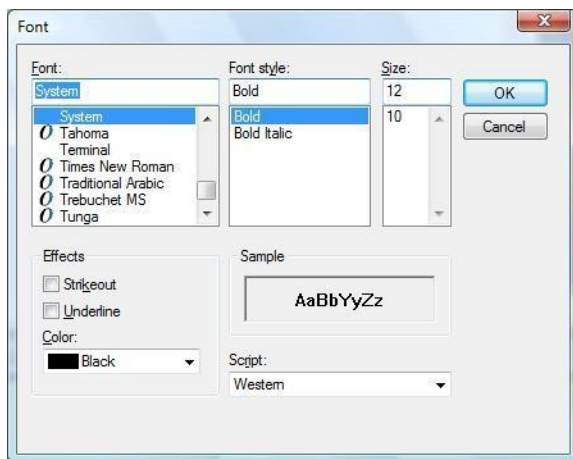 Font
Font:
Font style:
Size:
System
Bold
12
OK
System
Bold
10
Tahoma
Bold Italic
Cancel
Terminal
Times New Roman
Traditional Arabic
Trebuchet MS
Tunga
Effects
Sample
Strikeout
AaBbYyZz
Underline
Color:
Black
Script:
Western